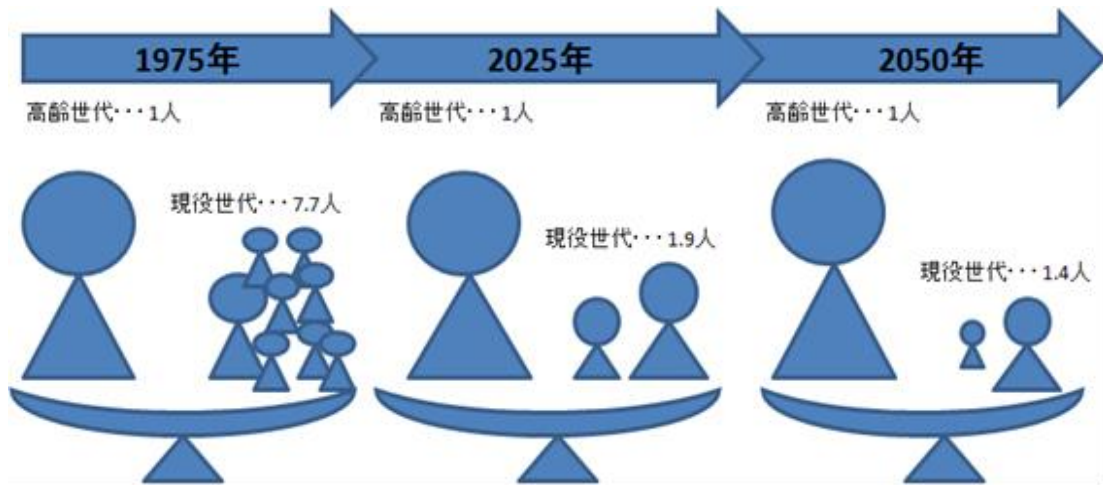 1975年
2025年
2050年
高齢世代・・・1人
高齢世代・・・1人
高齢世代・・・1人
現役世代・・・7.7人
現役世代・・・1.9人
現役世代・・・1.4人